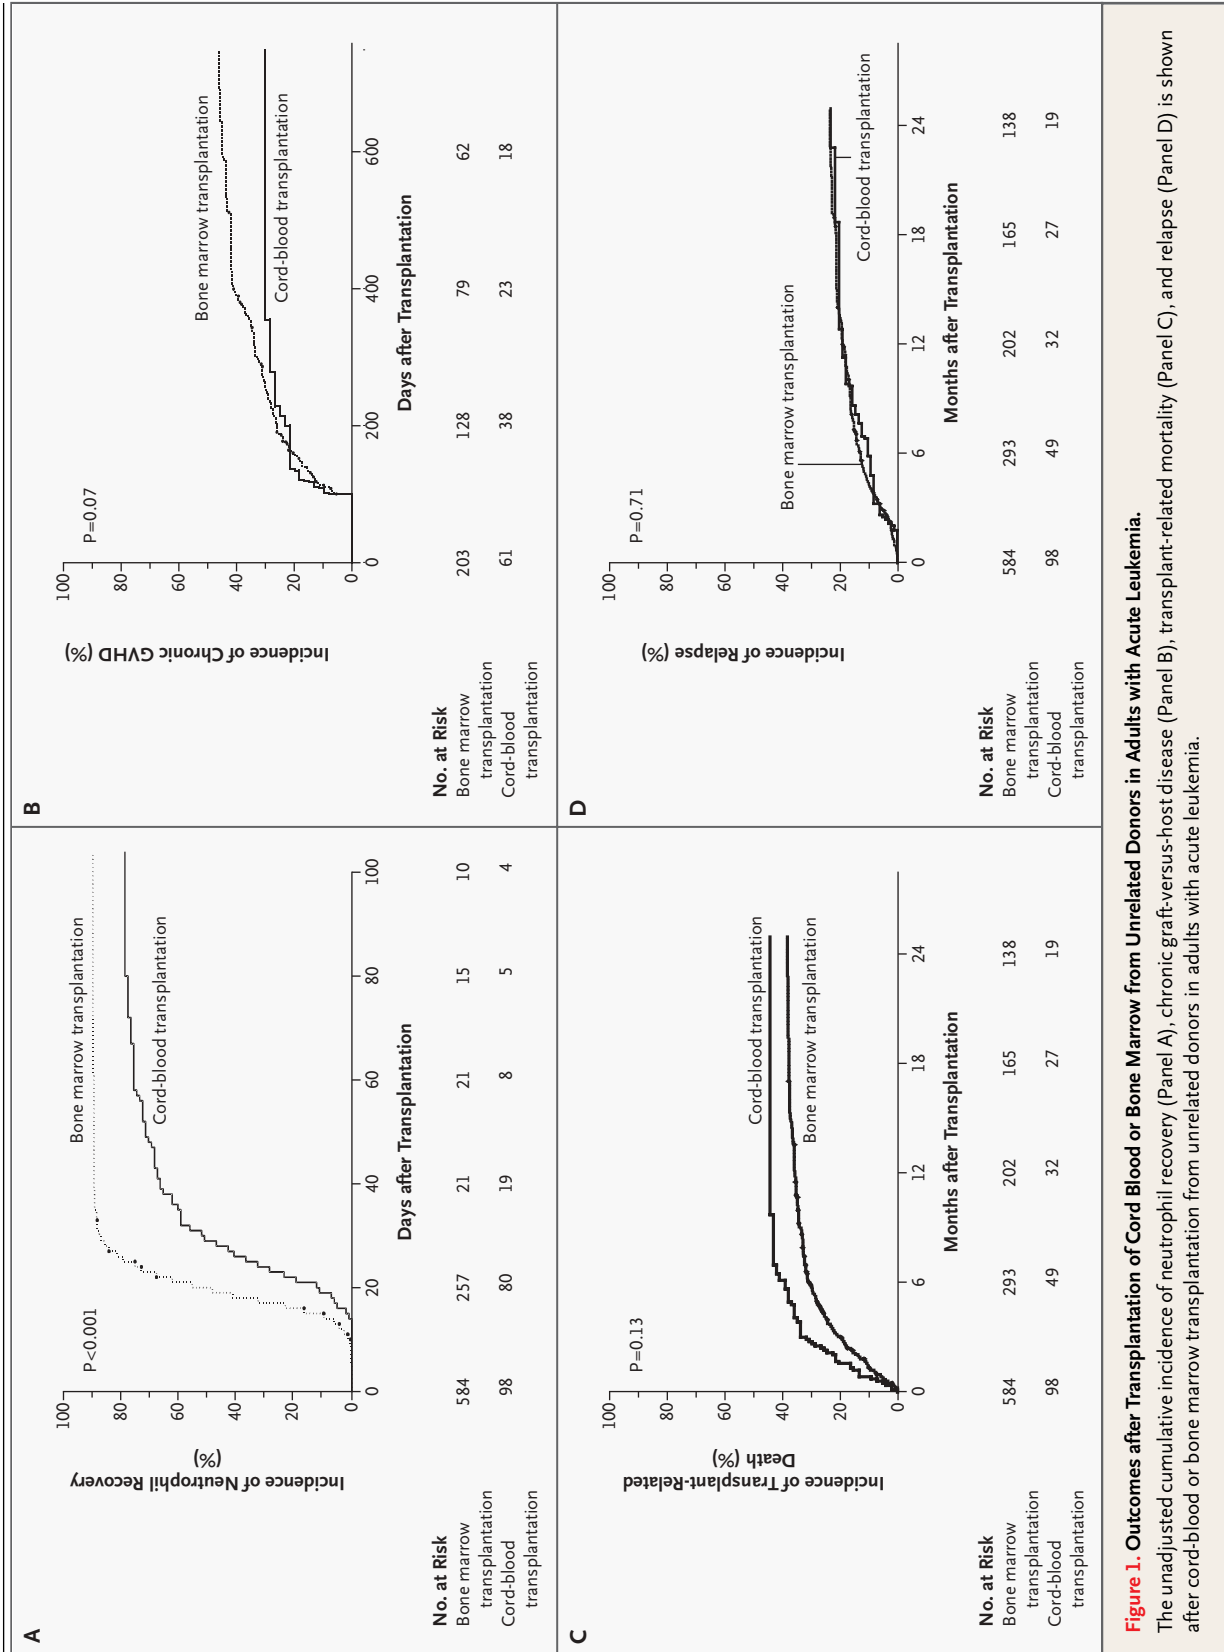 A
Incidence of Neutrophil Recovery
(%)
100
80
60
40
20
0
P<0.001
Bone marrow transplantation
Cord-blood transplantation
0 20 40 60 80 100
Days after Transplantation
No. at Risk
Bone marrow
transplantation
584 257 21 21 15 10
Cord-blood
transplantation
98 80 19 8 5 4
B
Incidence of Chronic GVHD (%)
100
80
60
40
20
0
P=0.07
Bone marrow transplantation
Cord-blood transplantation
0 200 400 600
Days after Transplantation
No. at Risk
Bone marrow
transplantation
203 128 79 62
Cord-blood
transplantation
61 38 23 18
C
Incidence of Transplant-Related
Death (%)
100
80
60
40
20
0
P=0.13
Cord-blood transplantation
Bone marrow transplantation
0 6 12 18 24
Months after Transplantation
No. at Risk
Bone marrow
transplantation
584 293 202 165 138
Cord-blood
transplantation
98 49 32 27 19
D
Incidence of Relapse (%)
100
80
60
40
20
0
P=0.71
Bone marrow transplantation
Cord-blood transplantation
0 6 12 18 24
Months after Transplantation
No. at Risk
Bone marrow
transplantation
584 293 202 165 138
Cord-blood
transplantation
98 49 32 27 19
Figure 1. Outcomes after Transplantation of Cord Blood or Bone Marrow from Unrelated Donors in Adults with Acute Leukemia.
The unadjusted cumulative incidence of neutrophil recovery (Panel A), chronic graft-versus-host disease (Panel B), transplant-related mortality (Panel C), and relapse (Panel D) is shown
after cord-blood or bone marrow transplantation from unrelated donors in adults with acute leukemia.